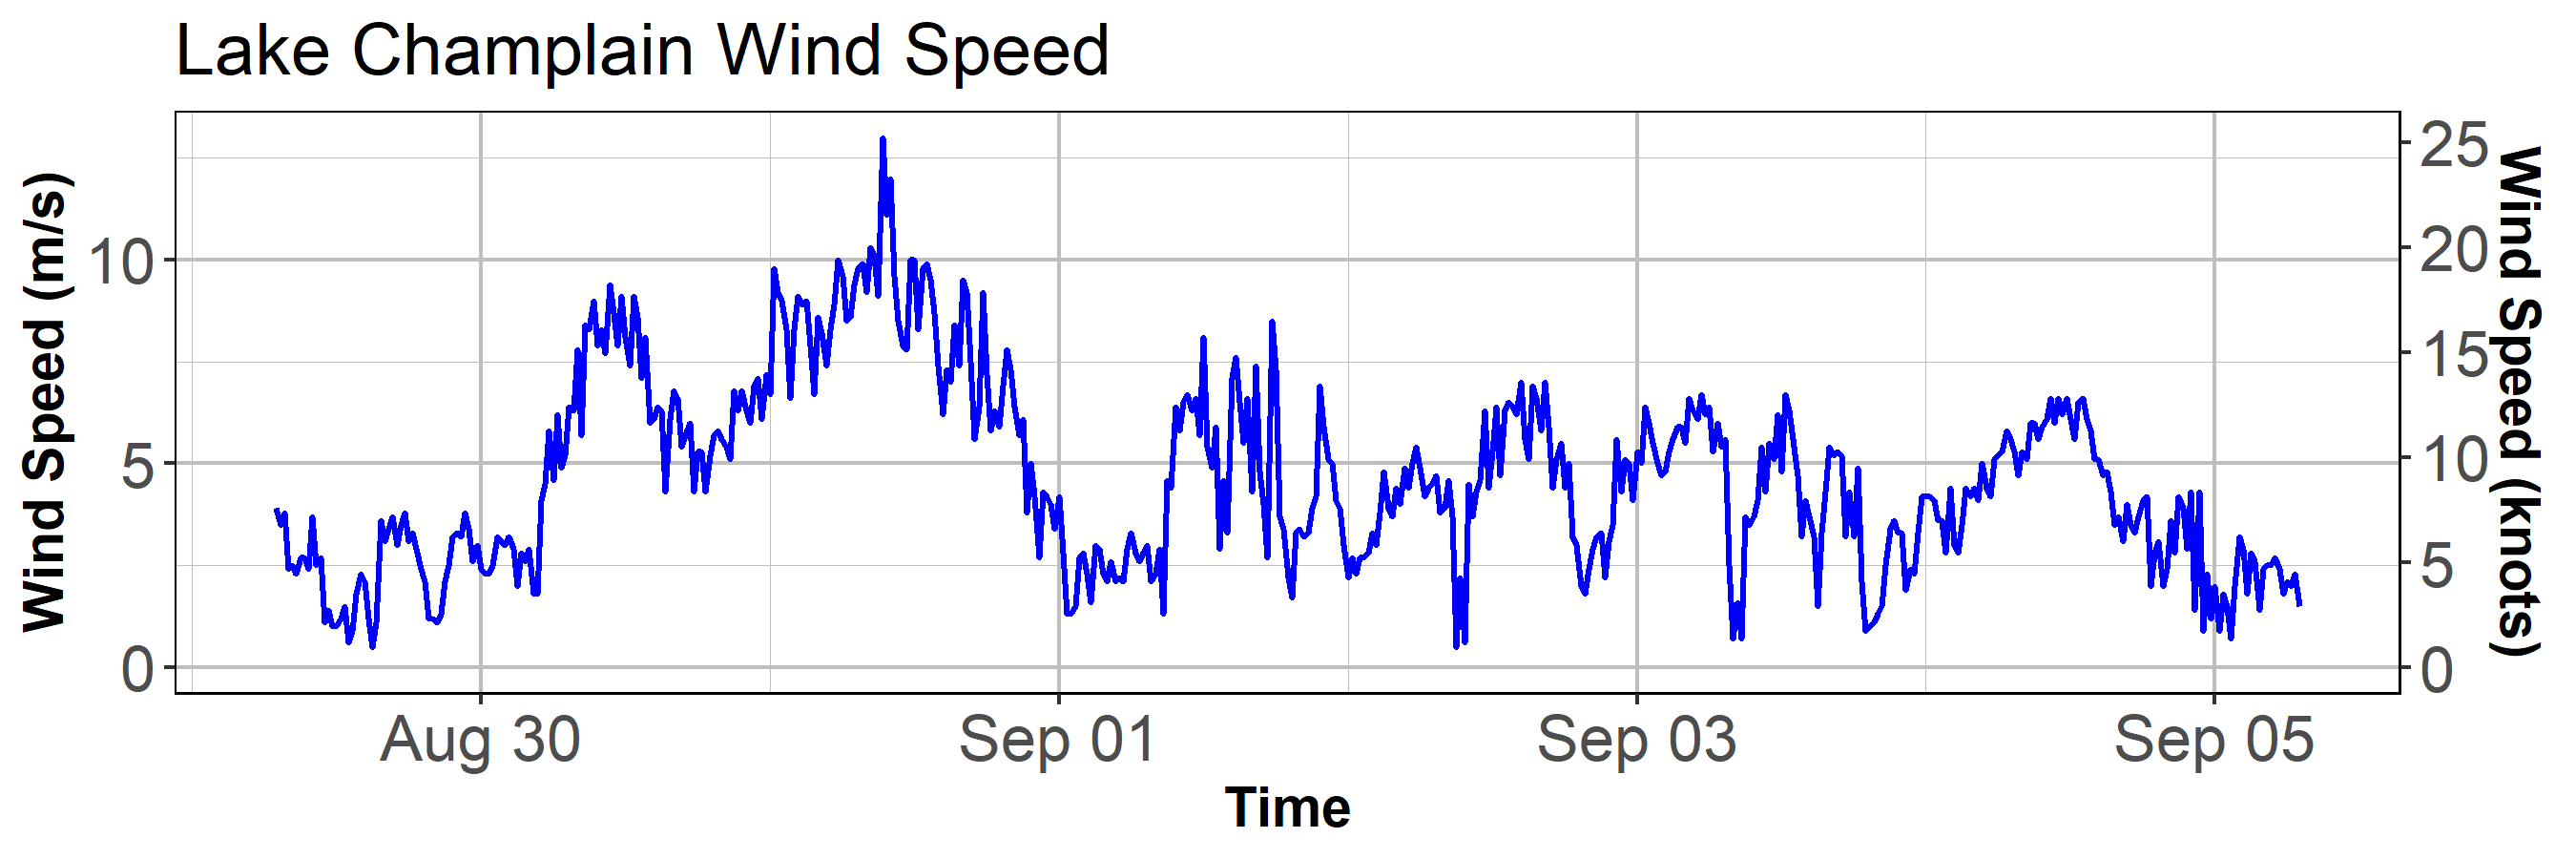 Lake Champlain Wind Speed
Wind Speed (m/s)
10
5
0
25
20
15
10
5
0
Wind Speed (knots)
Aug 30
Sep 01
Sep 03
Sep 05
Time